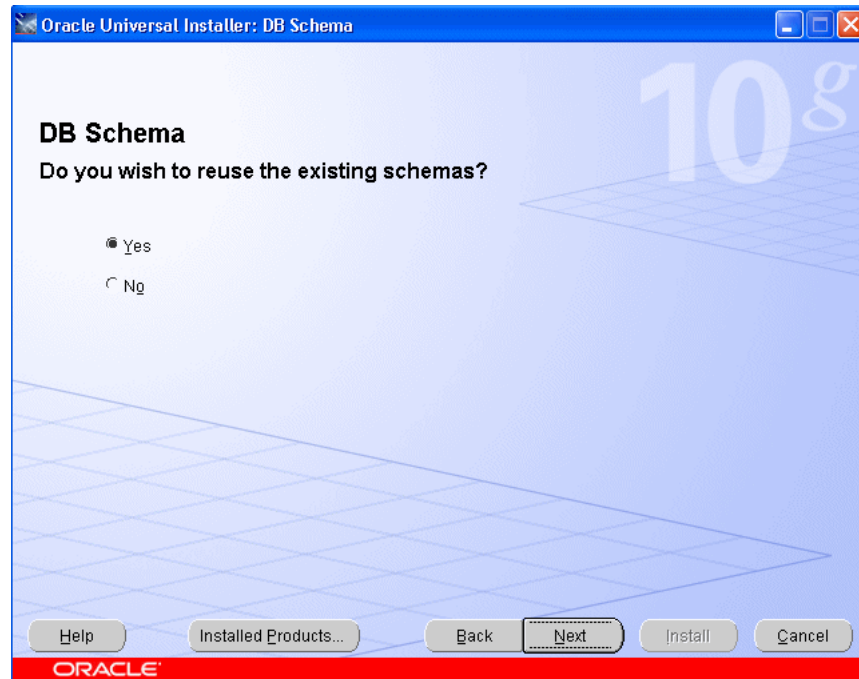 Oracle Universal Installer: DB Schema
10g
DB Schema
Do you wish to reuse the existing schemas?
Yes
No
Help Installed Products... Back Next Install Cancel
ORACLE